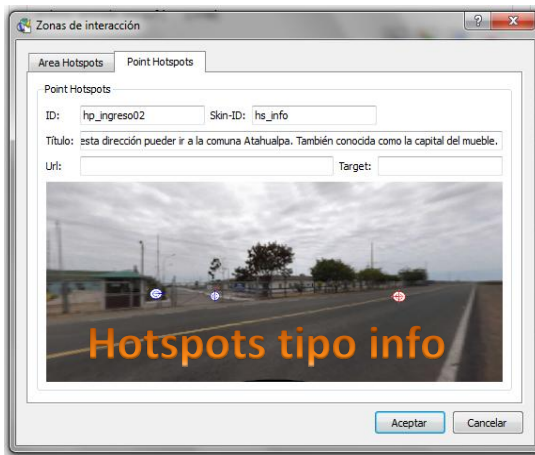 Zonas de interacción
Area Hotspots Point Hotspots
Point Hotspots
ID: hp_ingreso02 Skin-ID: hs_info
Título: esta dirección pueder ir a la comuna Atahualpa. También conocida como la capital del mueble.
Url: Target:
Hotspots tipo info
Aceptar Cancelar